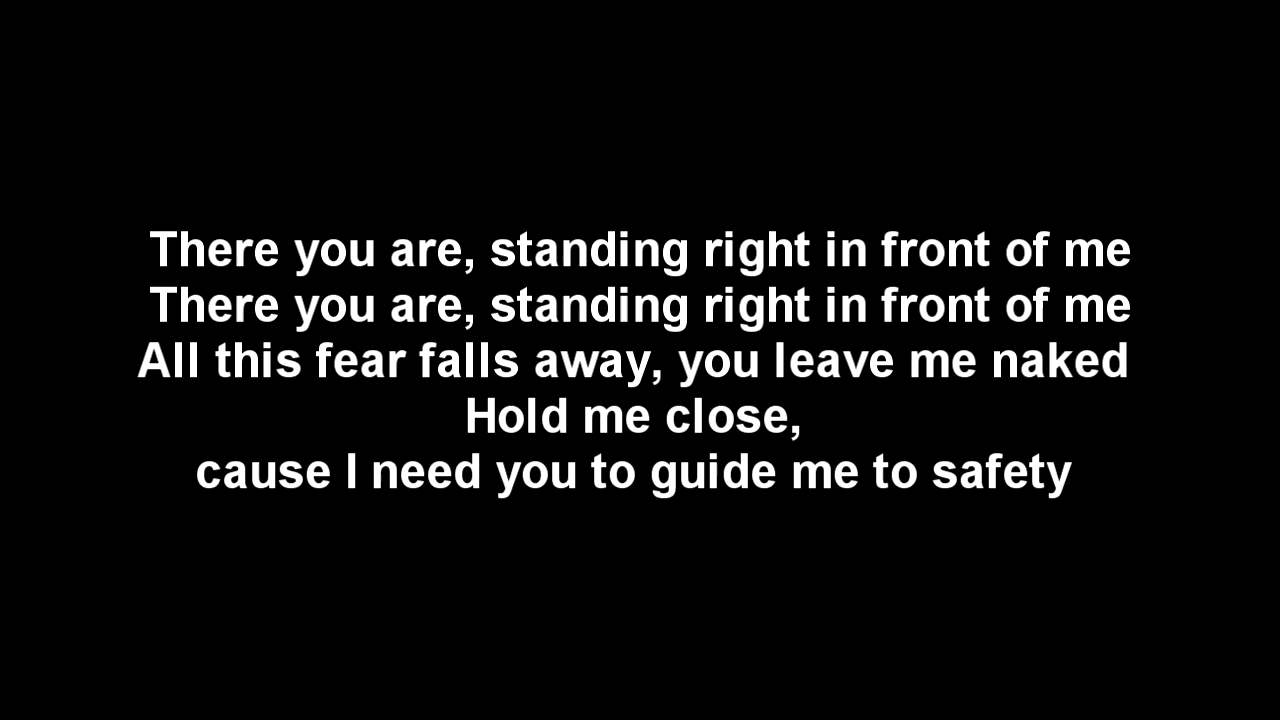 There you are, standing right in front of me
There you are, standing right in front of me
All this fear falls away, you leave me naked
Hold me close,
cause I need you to guide me to safety